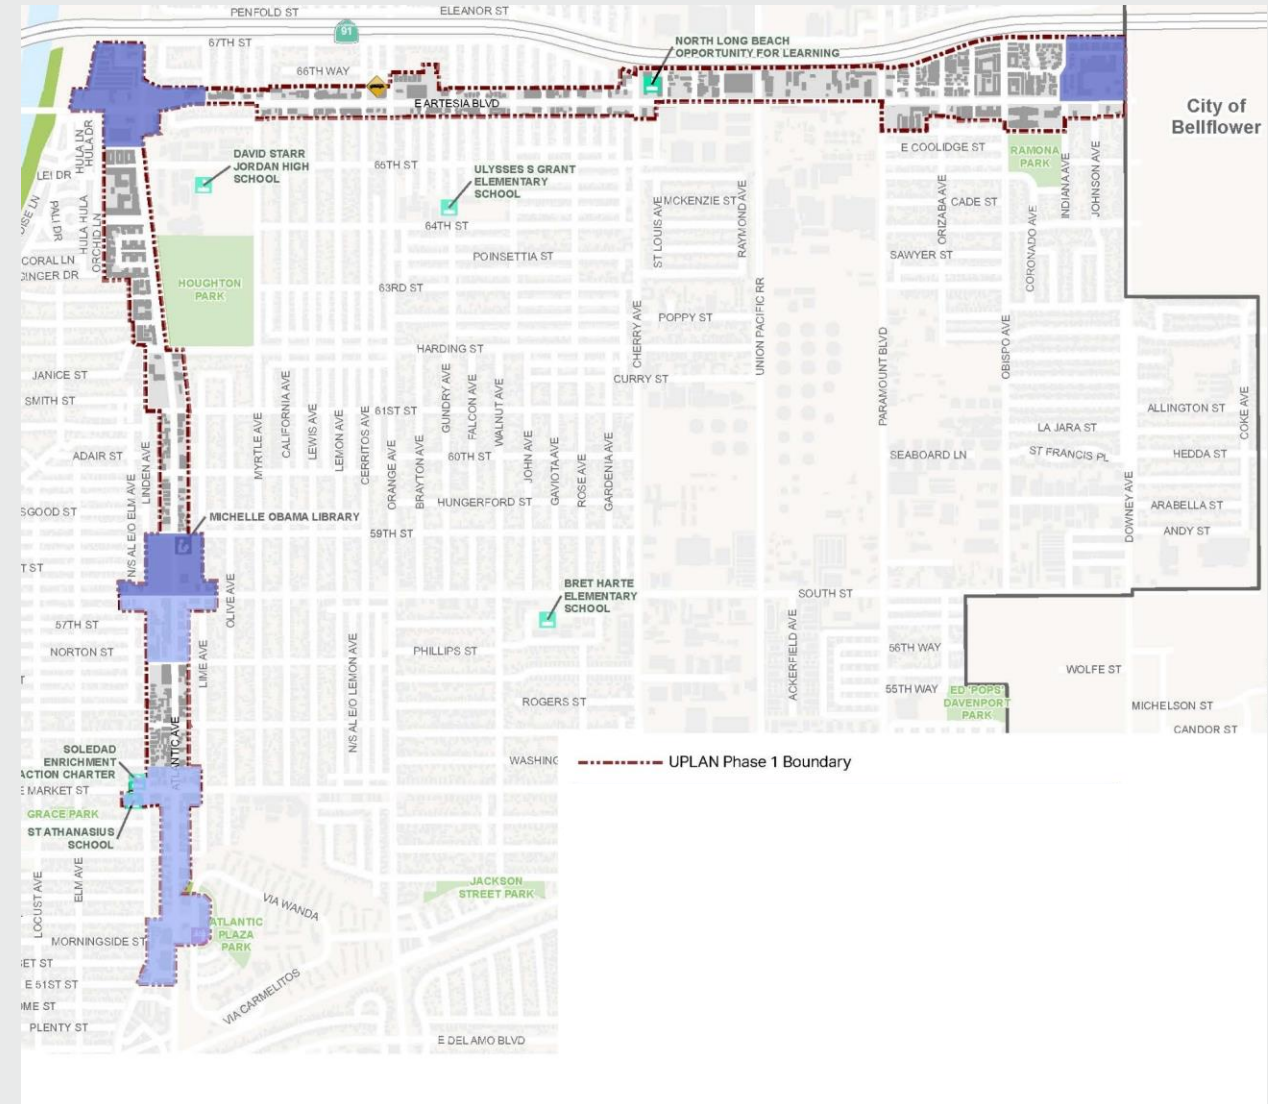 PENFOLD ST
ELEANOR ST
91
67TH ST
NORTH LONG BEACH
OPPORTUNITY FOR LEARNING
66TH WAY
E ARTESIA BLVD
City of
Bellflower
HULA LN
HULA DR
LEI DR
DAVID STARR
JORDAN HIGH
SCHOOL
65TH ST
ULYSSES S GRANT
ELEMENTARY
SCHOOL
E COOLIDGE ST
RAMONA
PARK
INDIANA AVE
JOHNSON AVE
PALI DR
HULA HULA
ORCHID LN
64TH ST
ST LOUIS AVE
MCKENZIE ST
RAYMOND AVE
ORIZABA AVE
CADE ST
CORONADO AVE
CORAL LN
GINGER DR
POINSETTIA ST
SAWYER ST
HOUGHTON
PARK
63RD ST
CHERRY AVE
POPPY ST
UNION PACIFIC RR
PARAMOUNT BLVD
OBISPO AVE
HARDING ST
CURRY ST
JANICE ST
SMITH ST
MYRTLE AVE
CALIFORNIA AVE
LEWIS AVE
LEMON AVE
CERRITOS AVE
61ST ST
ORANGE AVE
BRAYTON AVE
GUNDRY AVE
FALCON AVE
WALNUT AVE
60TH ST
JOHN AVE
GAVIOTA AVE
ROSE AVE
GARDENIA AVE
ALLINGTON ST
COKE AVE
LA JARA ST
ST FRANCIS PL
HEDDA ST
SEABOARD LN
ADAIR ST
LINDEN AVE
N/S AL E/O ELM AVE
HUNGERFORD ST
DOWNEY AVE
ARABELLA ST
ANDY ST
SGOOD ST
MICHELLE OBAMA LIBRARY
59TH ST
T ST
OLIVE AVE
BRET HARTE
ELEMENTARY
SCHOOL
SOUTH ST
57TH ST
NORTON ST
LIME AVE
N/S AL E/O LEMON AVE
PHILLIPS ST
ACKERFIELD AVE
56TH WAY
WOLFE ST
ROGERS ST
55TH WAY
ED 'POPS'
DAVENPORT
PARK
MICHELSON ST
CANDOR ST
ATLANTIC AVE
SOLEDAD
ENRICHMENT
ACTION CHARTER
WASHING
UPLAN Phase 1 Boundary
E MARKET ST
GRACE PARK
ST ATHANASIUS
SCHOOL
LOCUST AVE
ELM AVE
JACKSON
STREET PARK
VIA WANDA
ATLANTIC
PLAZA
PARK
MORNINGSIDE ST
SET ST
E 51ST ST
OME ST
PLENTY ST
VIA CARMELITOS
E DEL AMO BLVD